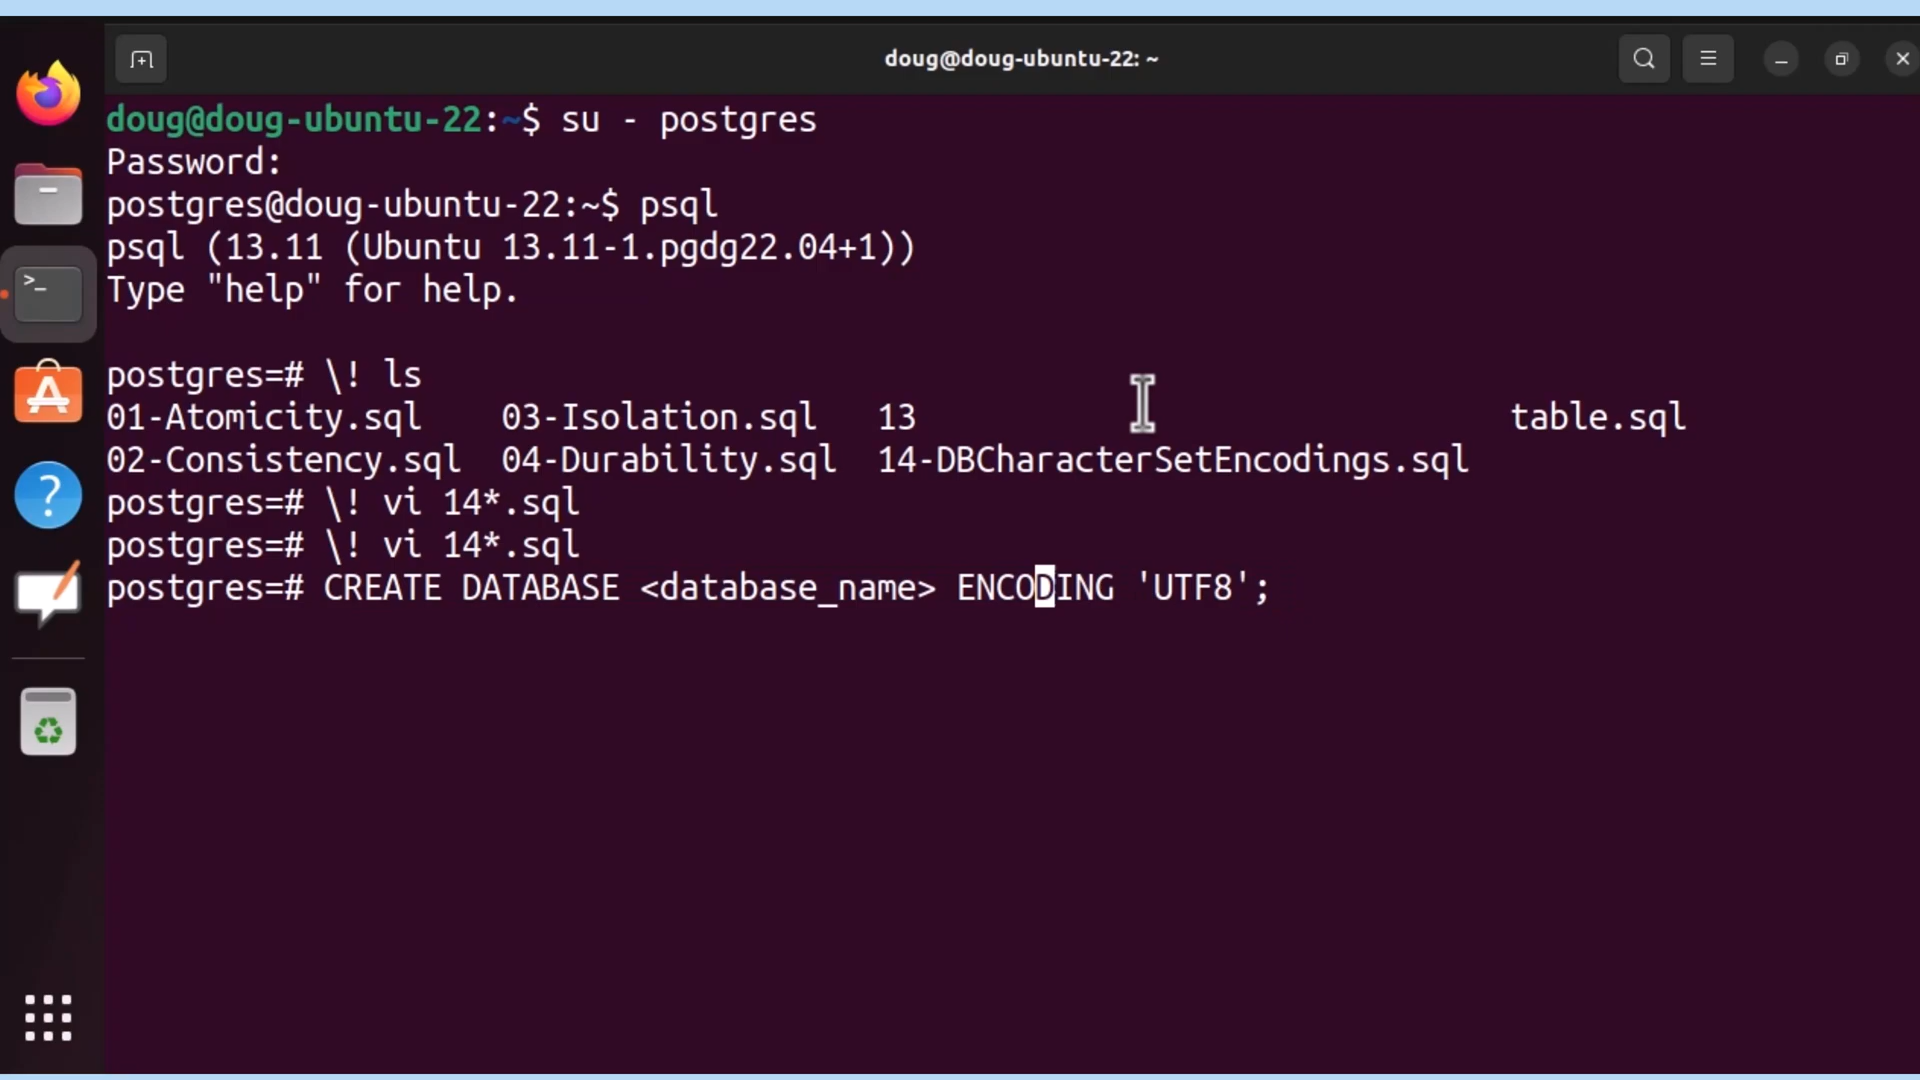 doug@doug-ubuntu-22: ~
doug@doug-ubuntu-22:~$ su - postgres
Password:
postgres@doug-ubuntu-22:~$ psql
psql (13.11 (Ubuntu 13.11-1.pgdg22.04+1))
Type "help" for help.
postgres=# \! ls
01-Atomicity.sql 03-Isolation.sql 13 table.sql
02-Consistency.sql 04-Durability.sql 14-DBCharacterSetEncodings.sql
postgres=# \! vi 14*.sql
postgres=# \! vi 14*.sql
postgres=# CREATE DATABASE <database_name> ENCODING 'UTF8';